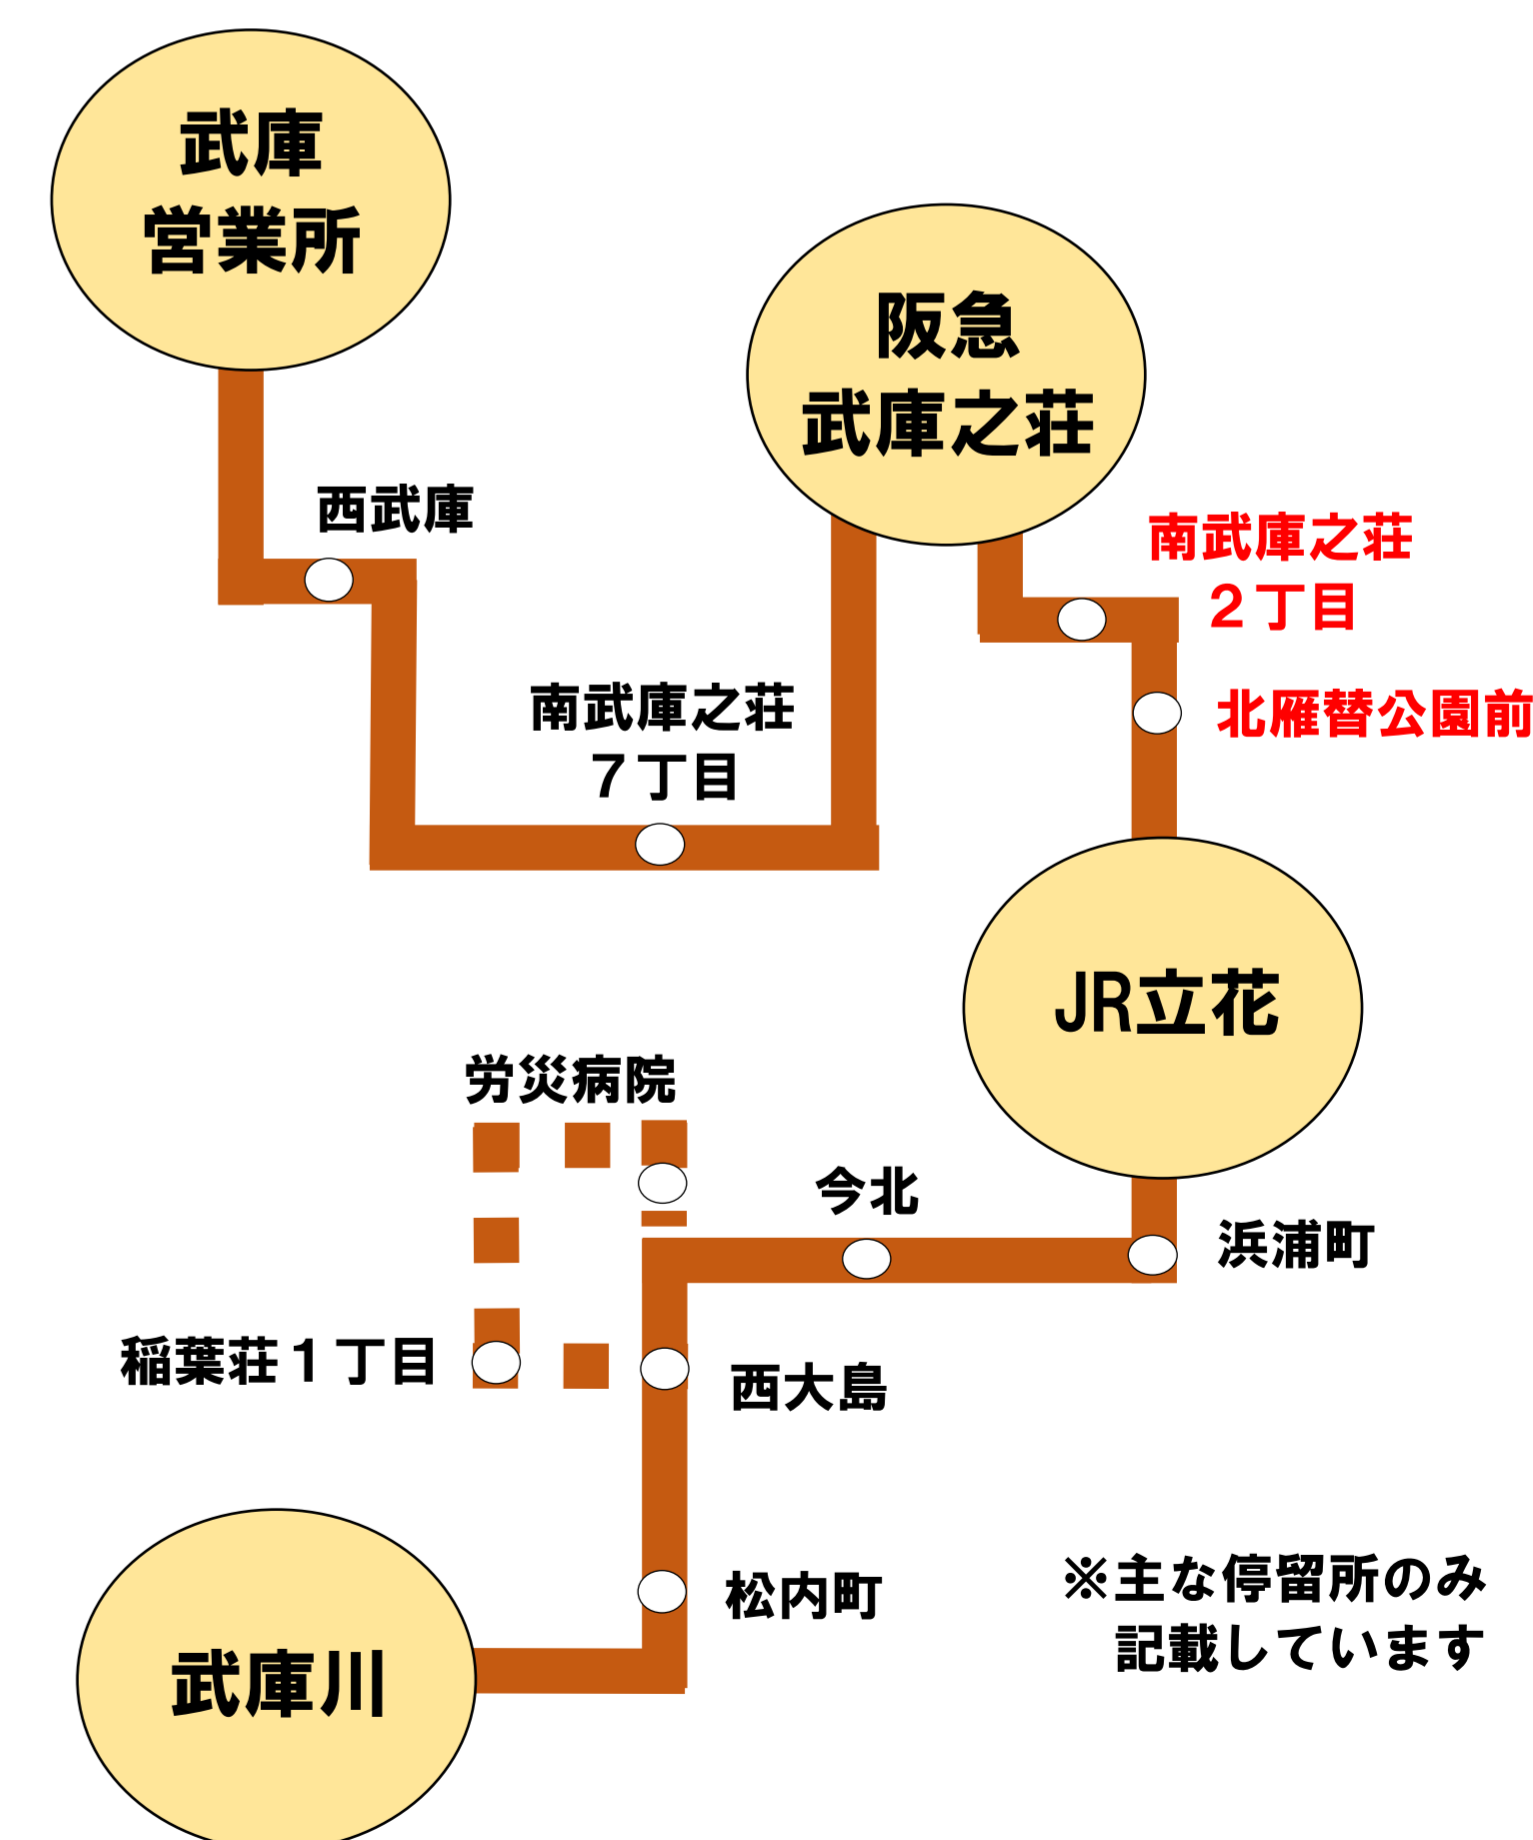 武庫
営業所
阪急
武庫之荘
西武庫
南武庫之荘
２丁目
南武庫之荘
７丁目
北雁替公園前
JR立花
労災病院
今北
浜浦町
稲葉荘１丁目
西大島
松内町
武庫川
※主な停留所のみ
記載しています